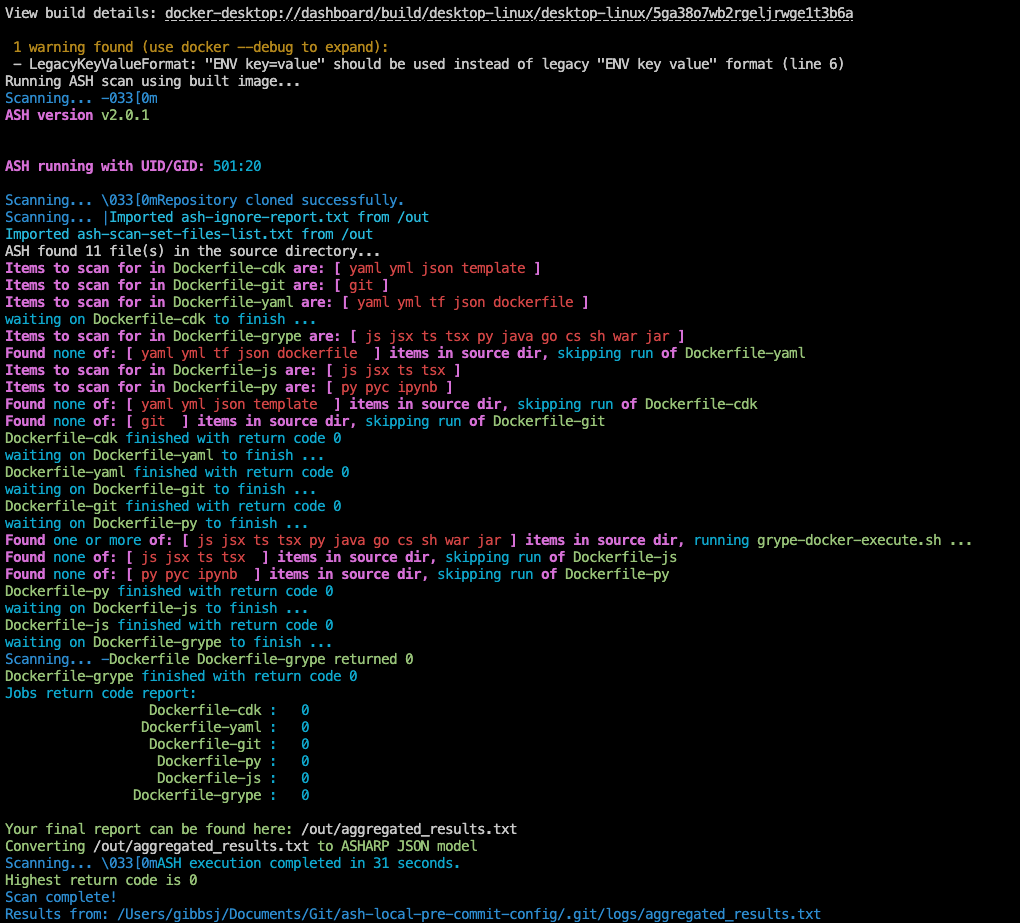 View build details: docker-desktop://dashboard/build/desktop-linux/desktop-linux/5ga38o7wb2rgeljrwge1t3b6a
1 warning found (use docker --debug to expand):
- LegacyKeyValueFormat: "ENV key=value" should be used instead of legacy "ENV key value" format (line 6)
Running ASH scan using built image...
Scanning... -033[0m
ASH version v2.0.1
ASH running with UID/GID: 501:20
Scanning... \033[0mRepository cloned successfully.
Scanning... |Imported ash-ignore-report.txt from /out
Imported ash-scan-set-files-list.txt from /out
ASH found 11 file(s) in the source directory...
Items to scan for in Dockerfile-cdk are: [ yaml yml json template ]
Items to scan for in Dockerfile-git are: [ git ]
Items to scan for in Dockerfile-yaml are: [ yaml yml tf json dockerfile ]
waiting on Dockerfile-cdk to finish ...
Items to scan for in Dockerfile-grype are: [ js jsx ts tsx py java go cs sh war jar ]
Found none of: [ yaml yml tf json dockerfile  ] items in source dir, skipping run of Dockerfile-yaml
Items to scan for in Dockerfile-js are: [ js jsx ts tsx ]
Items to scan for in Dockerfile-py are: [ py pyc ipynb ]
Found none of: [ yaml yml json template  ] items in source dir, skipping run of Dockerfile-cdk
Found none of: [ git  ] items in source dir, skipping run of Dockerfile-git
Dockerfile-cdk finished with return code 0
waiting on Dockerfile-yaml to finish ...
Dockerfile-yaml finished with return code 0
waiting on Dockerfile-git to finish ...
Dockerfile-git finished with return code 0
waiting on Dockerfile-py to finish ...
Found one or more of: [ js jsx ts tsx py java go cs sh war jar ] items in source dir, running grype-docker-execute.sh ...
Found none of: [ js jsx ts tsx  ] items in source dir, skipping run of Dockerfile-js
Found none of: [ py pyc ipynb  ] items in source dir, skipping run of Dockerfile-py
Dockerfile-py finished with return code 0
waiting on Dockerfile-js to finish ...
Dockerfile-js finished with return code 0
waiting on Dockerfile-grype to finish ...
Scanning... -Dockerfile Dockerfile-grype returned 0
Dockerfile-grype finished with return code 0
Jobs return code report:
Dockerfile-cdk :   0
Dockerfile-yaml :   0
Dockerfile-git :   0
Dockerfile-py :   0
Dockerfile-js :   0
Dockerfile-grype :   0
Your final report can be found here: /out/aggregated_results.txt
Converting /out/aggregated_results.txt to ASHARP JSON model
Scanning... \033[0mASH execution completed in 31 seconds.
Highest return code is 0
Scan complete!
Results from: /Users/gibbsj/Documents/Git/ash-local-pre-commit-config/.git/logs/aggregated_results.txt